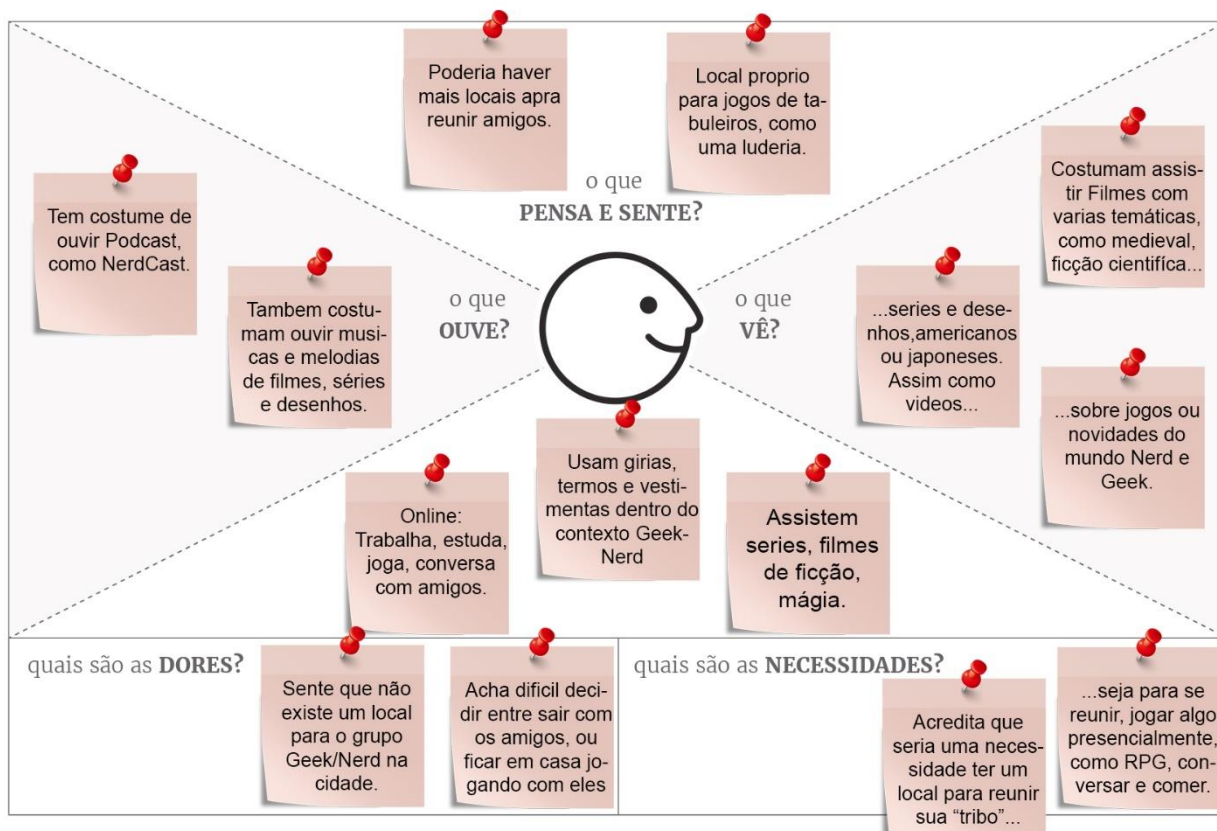 Poderia haver
mais locais apra
reunir amigos.
Local proprio
para jogos de ta-
buleiros, como
uma luderia.
o que
PENSA E SENTE?
Tem costume de
ouvir Podcast,
como NerdCast.
Tambem costu-
mam ouvir musi-
cas e melodias
de filmes, séries
e desenhos.
o que
OUVE?
o que
VÊ?
Costumam assis-
tir Filmes com
varias temáticas,
como medieval,
ficção cientifíca...
...series e dese-
nhos,americanos
ou japoneses.
Assim como
videos...
...sobre jogos ou
novidades do
mundo Nerd e
Geek.
Online:
Trabalha, estuda,
joga, conversa
com amigos.
Usam girias,
termos e vesti-
mentas dentro do
contexto Geek-
Nerd
Assistem
series, filmes
de ficção,
mágia.
quais são as DORES?
Sente que não
existe um local
para o grupo
Geek/Nerd na
cidade.
Acha dificil deci-
dir entre sair com
os amigos, ou
ficar em casa jo-
gando com eles
quais são as NECESSIDADES?
Acredita que
seria uma neces-
sidade ter um
local para reunir
sua “tribo”...
...seja para se
reunir, jogar algo
presencialmente,
como RPG, con-
versar e comer.